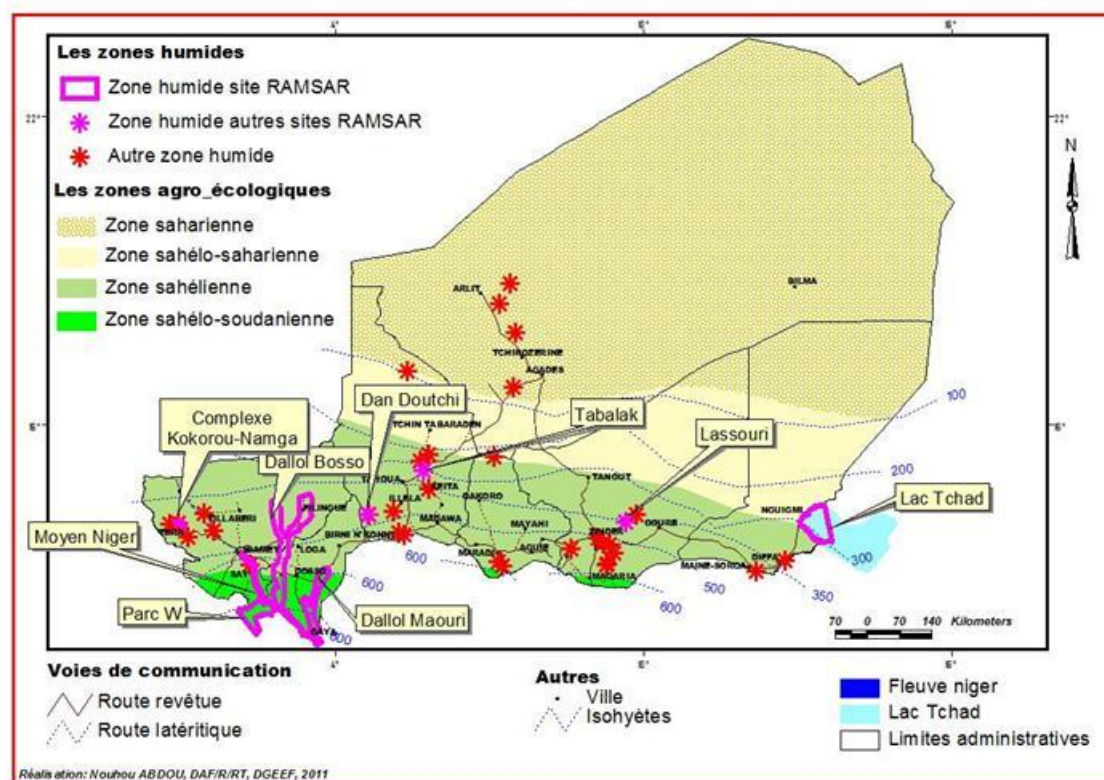 4°
22°
22°
N
Les zones humides
Zone humide site RAMSAR
Zone humide autres sites RAMSAR
Autre zone humide
Les zones agro_écologiques
Zone saharienne
Zone sahélo-saharienne
Zone sahélienne
Zone sahélo-soudanienne
ARLIT
BILMA
TCHIROZERINE
AGADES
100
Complexe
Kokorou-Namga
Dan Doutchi
Tabalak
Lassouri
Dallol Bosso
TCHIN TABARADEN
200
TANOUT
Lac Tchad
NGUIGMI
KEITA
ILLELA
DAKORO
GOURE
TILLABERI
FILINGUE
MADAWA
MAYAHI
BIRNI N'KONNI
Moyen Niger
LOGA
600
MARADI
AGUIE
ZINDER
300
MAINE-SOROA
DIFFA
SAY
DOSSO
600
MAGARIA
600
500
350
Parc W
Dallol Maouri
GAYA
800
70 0 70 140 Kilometers
4°
Voies de communication
Route revêtue
Route latéritique
Autres
Ville
Isohyètes
Fleuve niger
Lac Tchad
Limites administratives
Réalisation: Nouhou ABDOU, DAF/R/RT, DGEEF, 2011